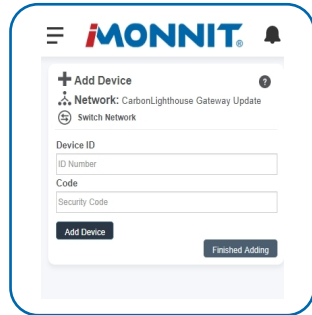 iMONNIT®
Add Device
Network: CarbonLighthouse Gateway Update
Switch Network
Device ID
ID Number
Code
Security Code
Add Device
Finished Adding